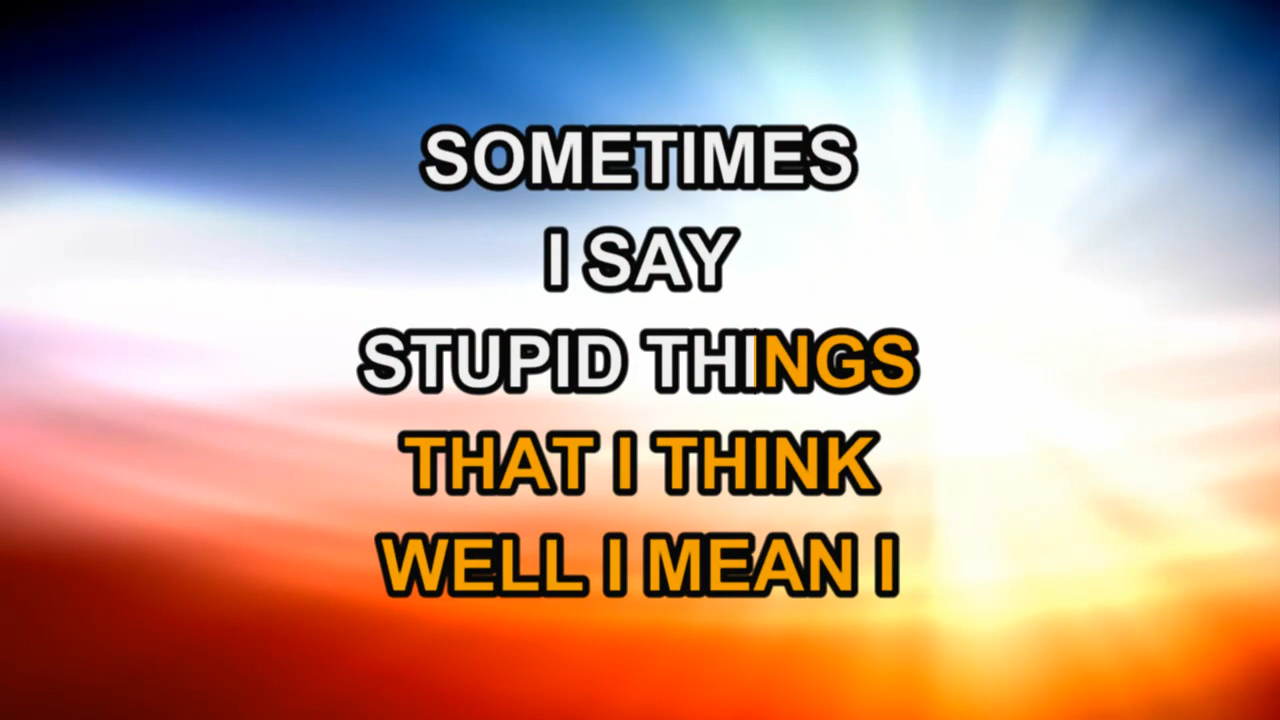 SOMETIMES
I SAY
STUPID THINGS
THAT I THINK
WELL I MEAN I